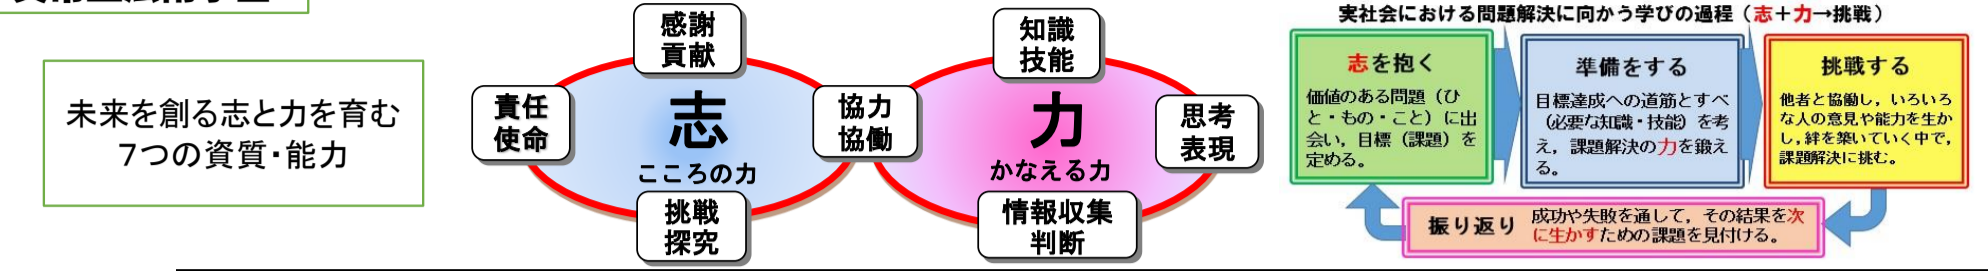 未来を創る志と力を育む
7つの資質・能力
感謝
貢献
責任
使命
志
こころの力
協力
協働
挑戦
探究
知識
技能
力
かなえる力
思考
表現
情報収集
判断
実社会における問題解決に向かう学びの過程（志＋力→挑戦）
志を抱く
価値のある問題（ひ
と・もの・こと）に出
会い，目標（課題）を
定める。
準備をする
目標達成への道筋とすべ
（必要な知識・技能）を考
え，課題解決の力を鍛え
る。
挑戦する
他者と協働し，いろいろ
な人の意見や能力を生か
し，絆を築いていく中で，
課題解決に挑む。
振り返り
成功や失敗を通して，その結果を次
に生かすための課題を見付ける。